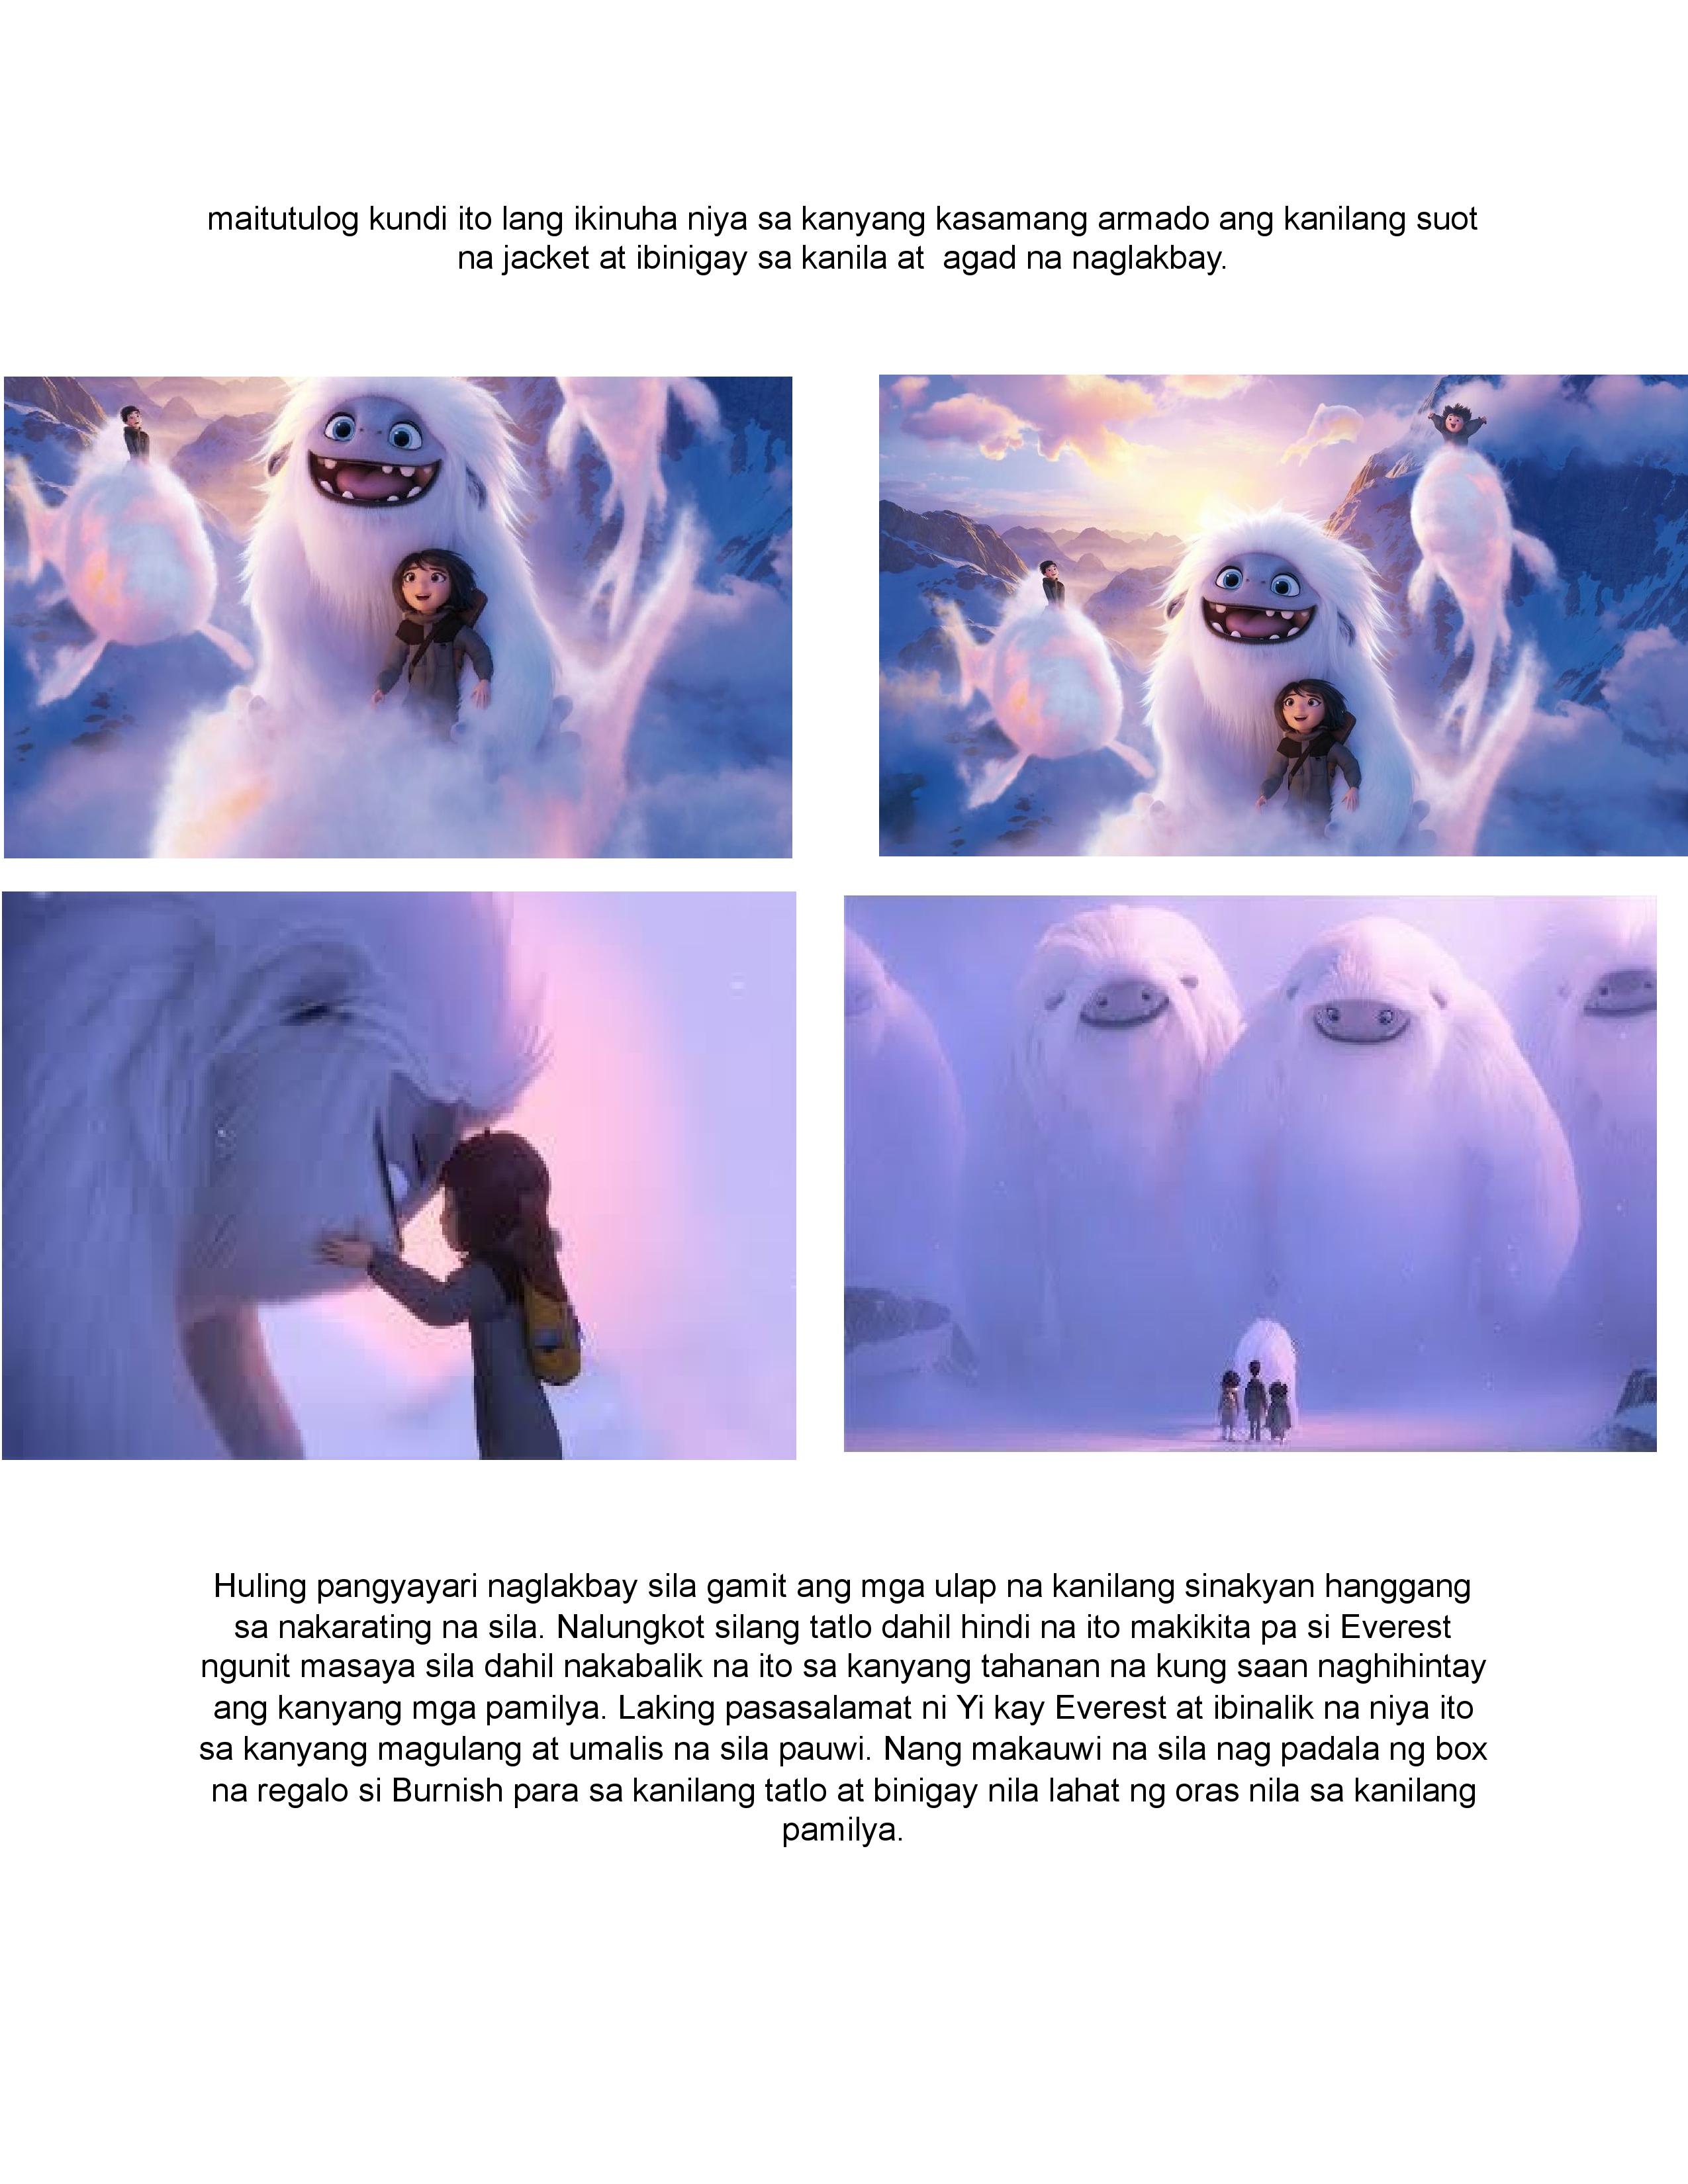 maitutulog kundi ito lang ikinuha niya sa kanyang kasamang armado ang kanilang suot
na jacket at ibinigay sa kanila at  agad na naglakbay.
Huling pangyayari naglakbay sila gamit ang mga ulap na kanilang sinakyan hanggang
sa nakarating na sila. Nalungkot silang tatlo dahil hindi na ito makikita pa si Everest
ngunit masaya sila dahil nakabalik na ito sa kanyang tahanan na kung saan naghihintay
ang kanyang mga pamilya. Laking pasasalamat ni Yi kay Everest at ibinalik na niya ito
sa kanyang magulang at umalis na sila pauwi. Nang makauwi na sila nag padala ng box
na regalo si Burnish para sa kanilang tatlo at binigay nila lahat ng oras nila sa kanilang
pamilya.